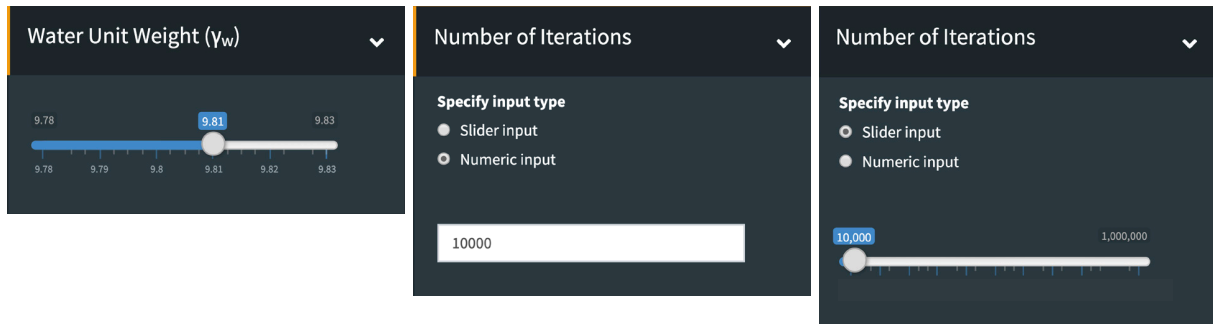 Water Unit Weight (γw)
9.78 9.81 9.83
9.78 9.79 9.8 9.81 9.82 9.83
Number of Iterations
Specify input type
Slider input
Numeric input
10000
Number of Iterations
Specify input type
Slider input
Numeric input
10,000 1,000,000